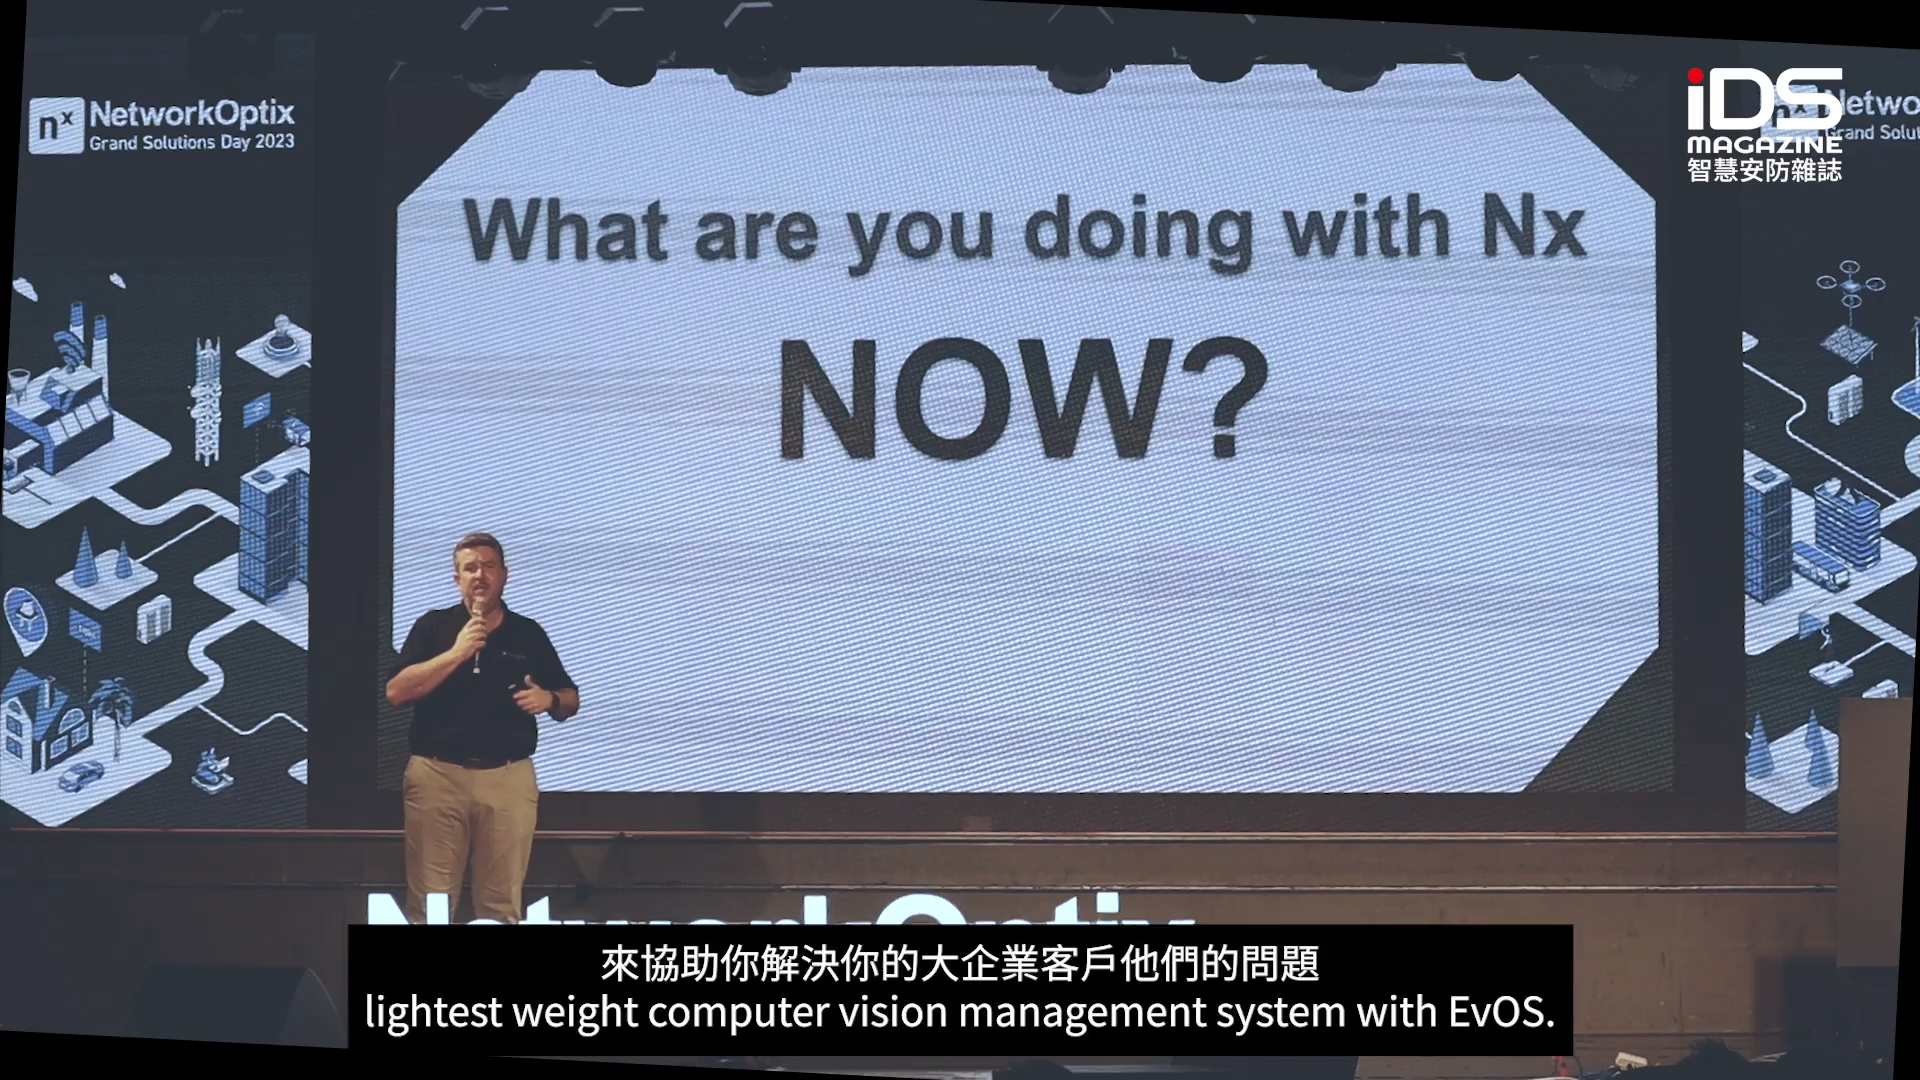 nx NetworkOptix
Grand Solutions Day 2023
iDS
MAGAZINE
智慧安防雜誌
What are you doing with Nx
NOW?
NetworkOptix
來協助你解決你的大企業客戶他們的問題
lightest weight computer vision management system with EvOS.